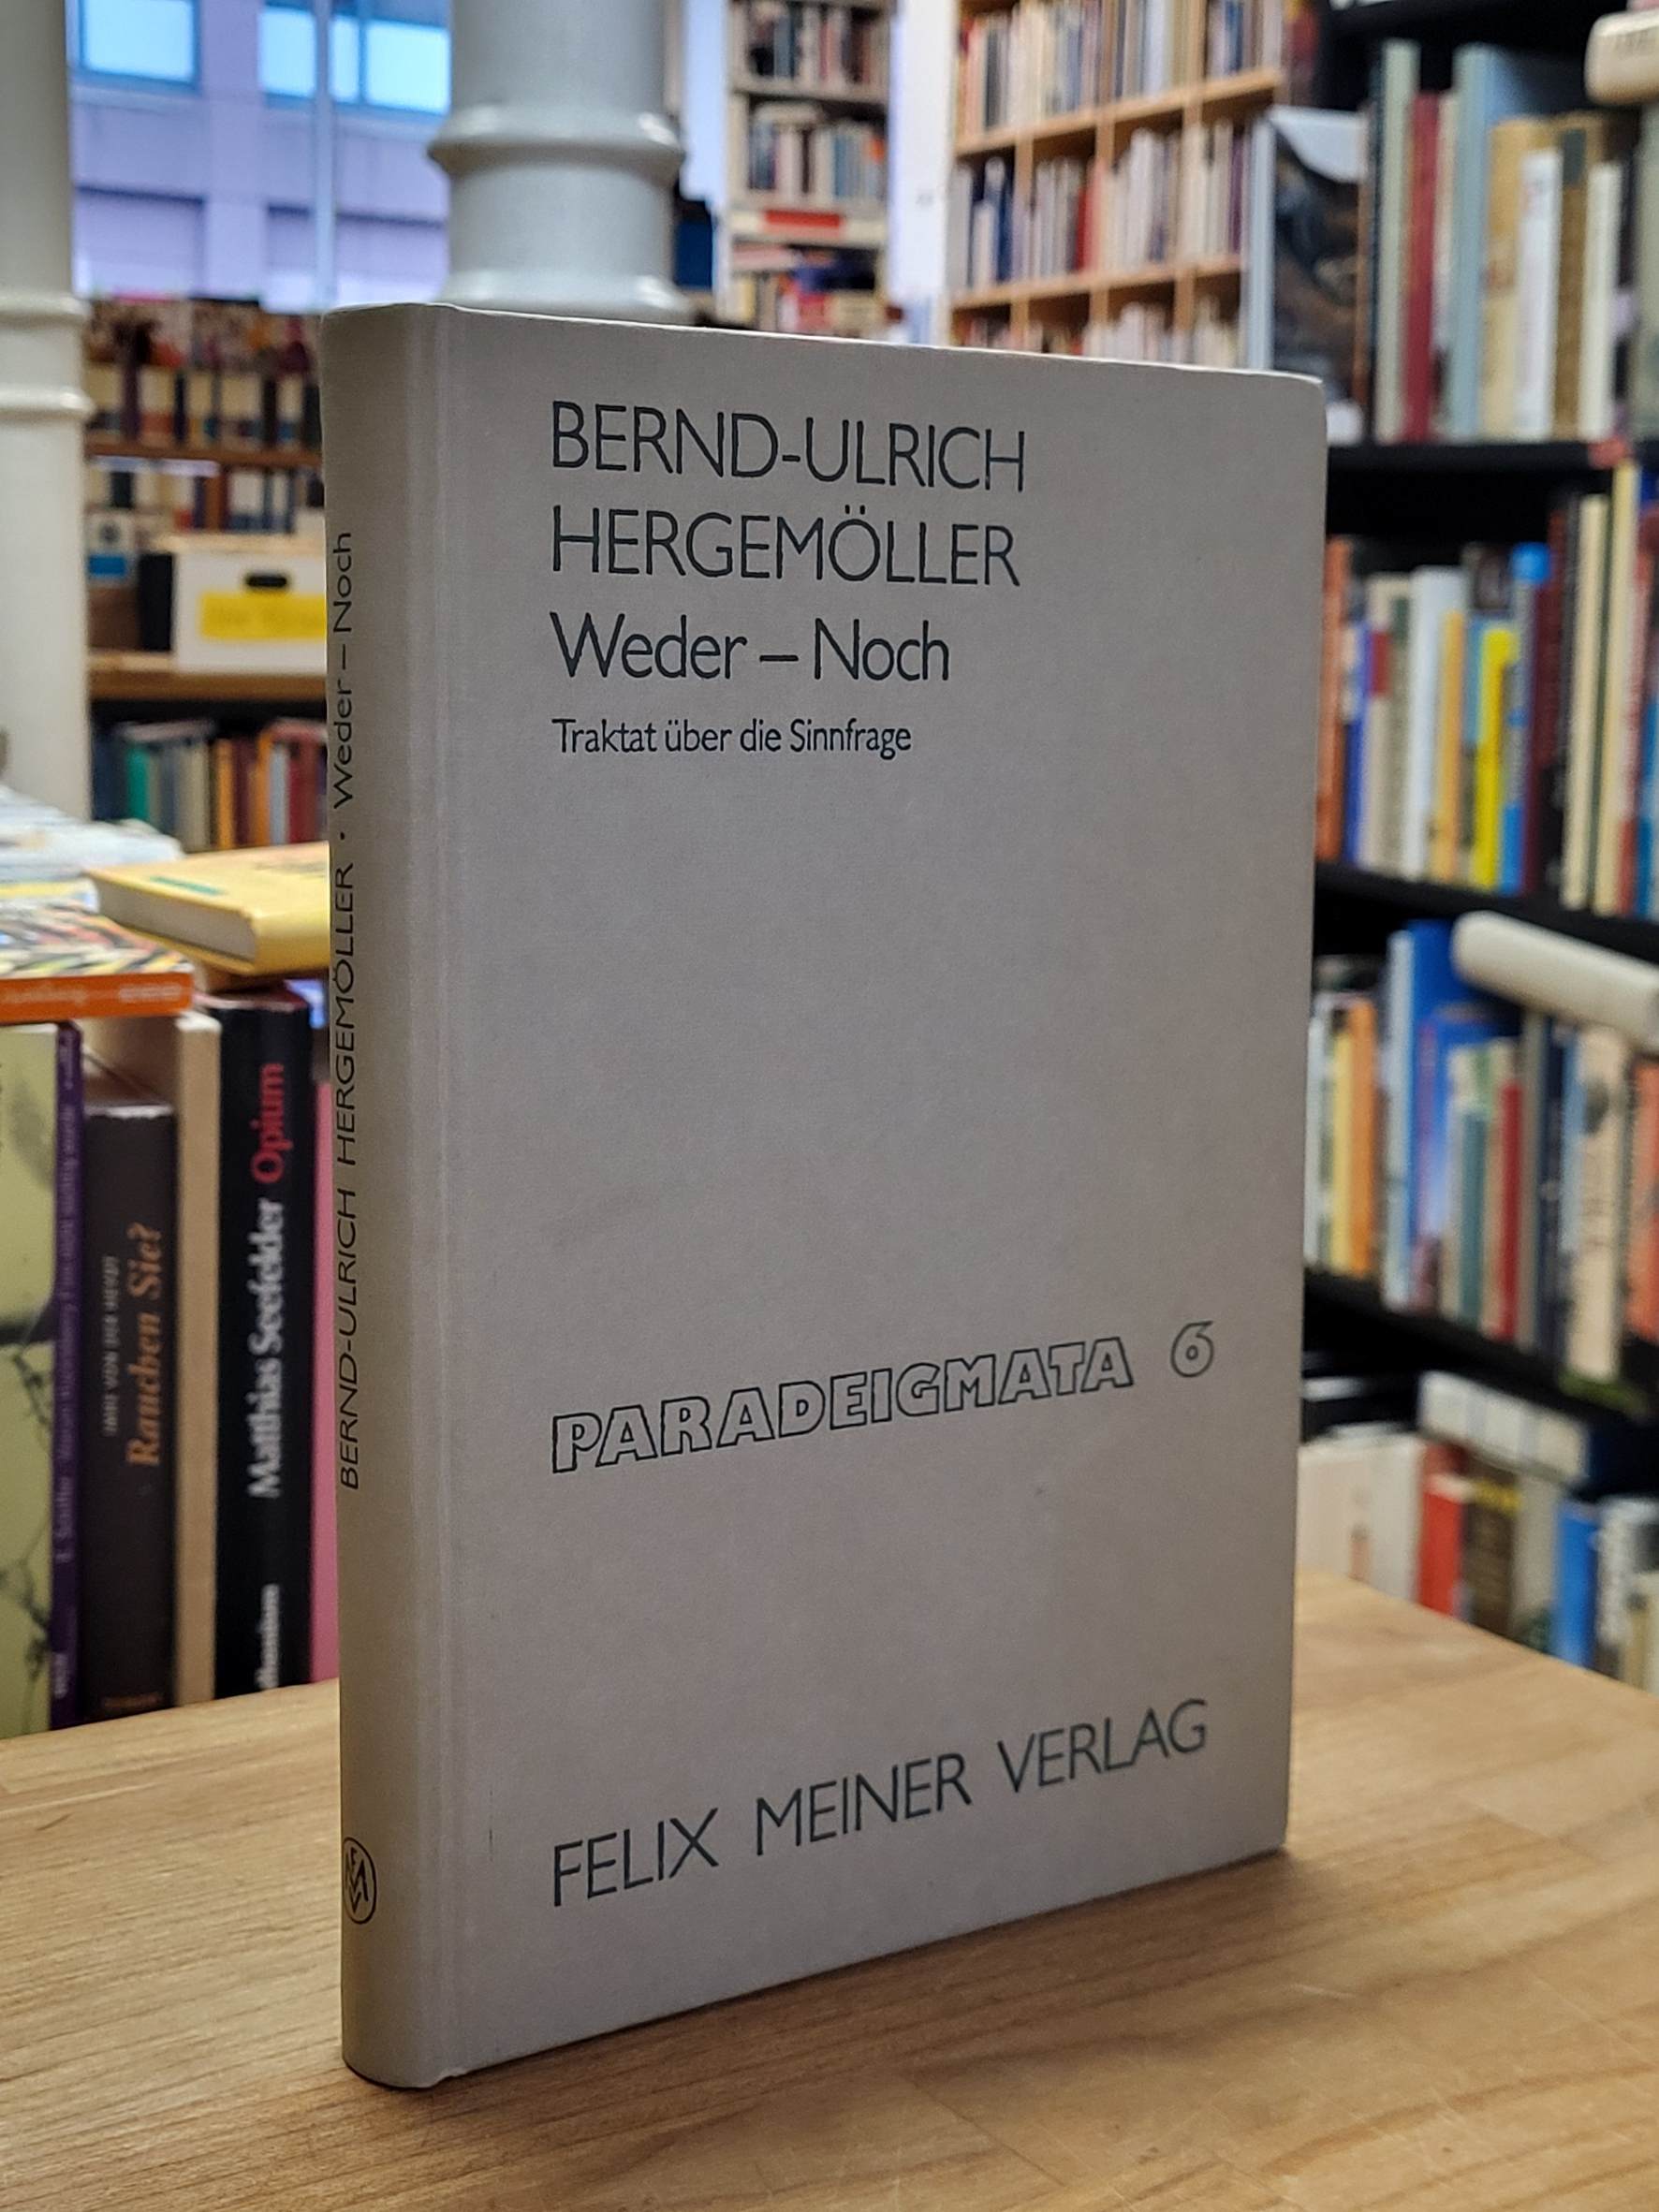 BERND-ULRICH
HERGEMÖLLER
Weder – Noch
Traktat über die Sinnfrage
PARADEIGMATA 6
FELIX MEINER VERLAG
BERND-ULRICH HERGEMÖLLER · Weder – Noch
Rauchen Sie?
Matthias Seefelder Opium